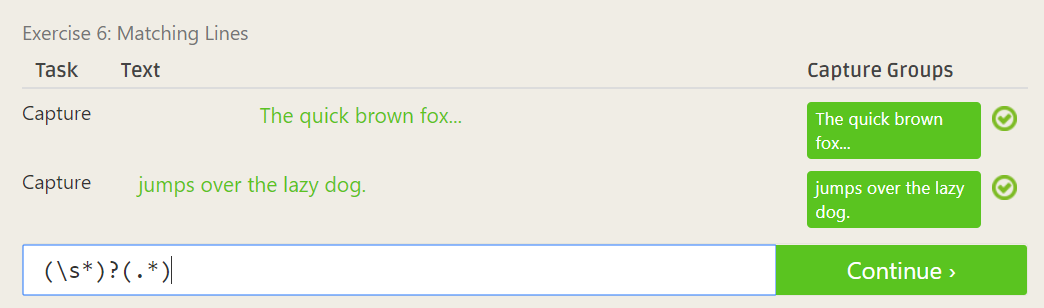 Exercise 6: Matching Lines
Task Text Capture Groups
Capture The quick brown fox... The quick brown
fox...
Capture jumps over the lazy dog. jumps over the lazy
dog.
(\s*)?(.*) Continue ›